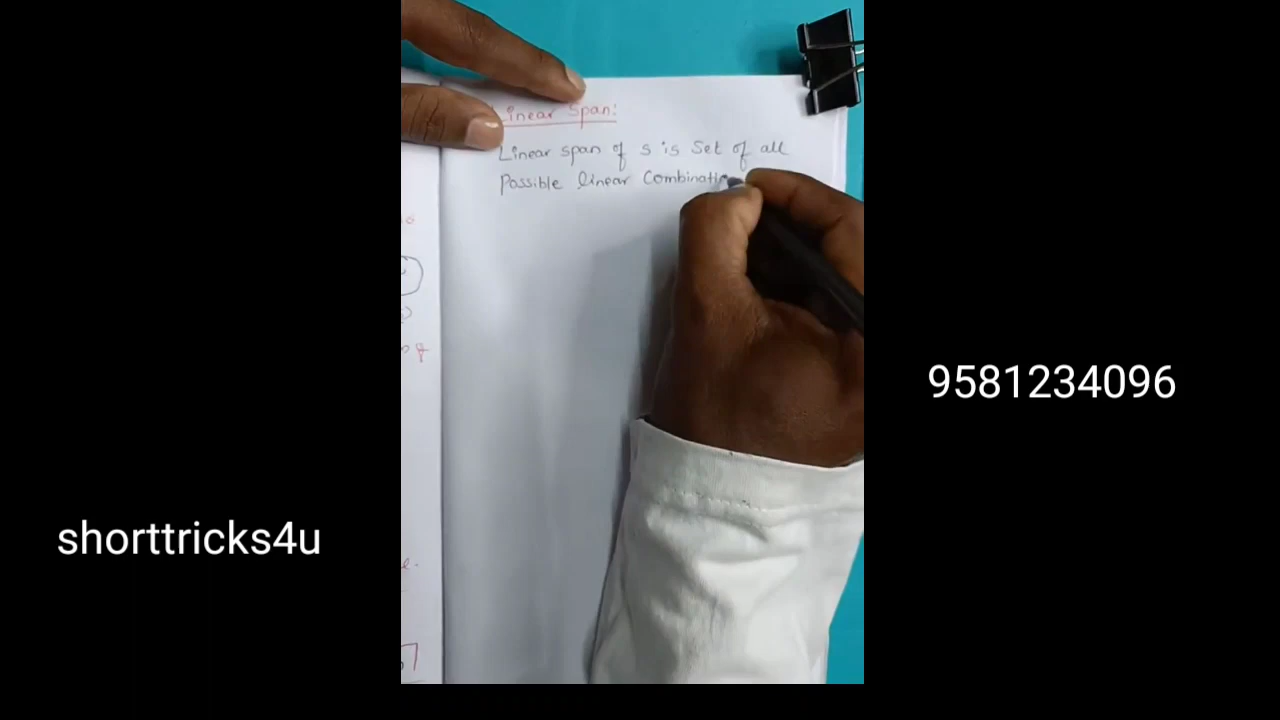 Linear Span:
Linear span of s is set of all
Possible linear Combinati
9581234096
shorttricks4u